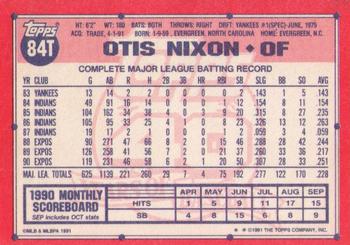 Topps
84T
HT: 6'2" WT: 180 BATS: BOTH THROWS: RIGHT DRAFT: YANKEES #1(SPEC)-JUNE, 1979
ACQ: TRADE, 4-1-91 BORN: 1-9-59, EVERGREEN, NORTH CAROLINA HOME: EVERGREEN, N.C.
OTIS NIXON ◆ OF
COMPLETE MAJOR LEAGUE BATTING RECORD
YR CLUB G AB R H 2B 3B HR RBI SB SLG BB SO AVG
83 YANKEES 13 14 2 2 0 0 0 0 2 .143 1 5 .143
84 INDIANS 49 91 16 14 0 0 0 1 12 .154 8 11 .154
85 INDIANS 104 162 34 38 4 0 3 9 20 .315 8 27 .235
86 INDIANS 105 95 33 25 4 1 0 8 23 .326 13 12 .263
87 INDIANS 19 17 2 1 0 0 0 1 2 .059 3 4 .059
88 EXPOS 90 271 47 66 8 2 0 15 46 .288 28 42 .244
89 EXPOS 126 258 41 56 7 2 0 21 37 .260 33 36 .217
90 EXPOS 119 231 46 58 6 2 1 20 50 .307 28 33 .251
MAJ. LEA. TOTALS 625 1139 221 260 29 7 4 75 192 .277 122 170 .228
1990 MONTHLY SCOREBOARD
SEP Includes OCT stats
APR MAY JUN JUL AUG SEP
HITS 1 5 11 9 17 15
SB 4 5 8 7 17 9
©MLB & MLBPA 1991
©1991 THE TOPPS COMPANY, INC.